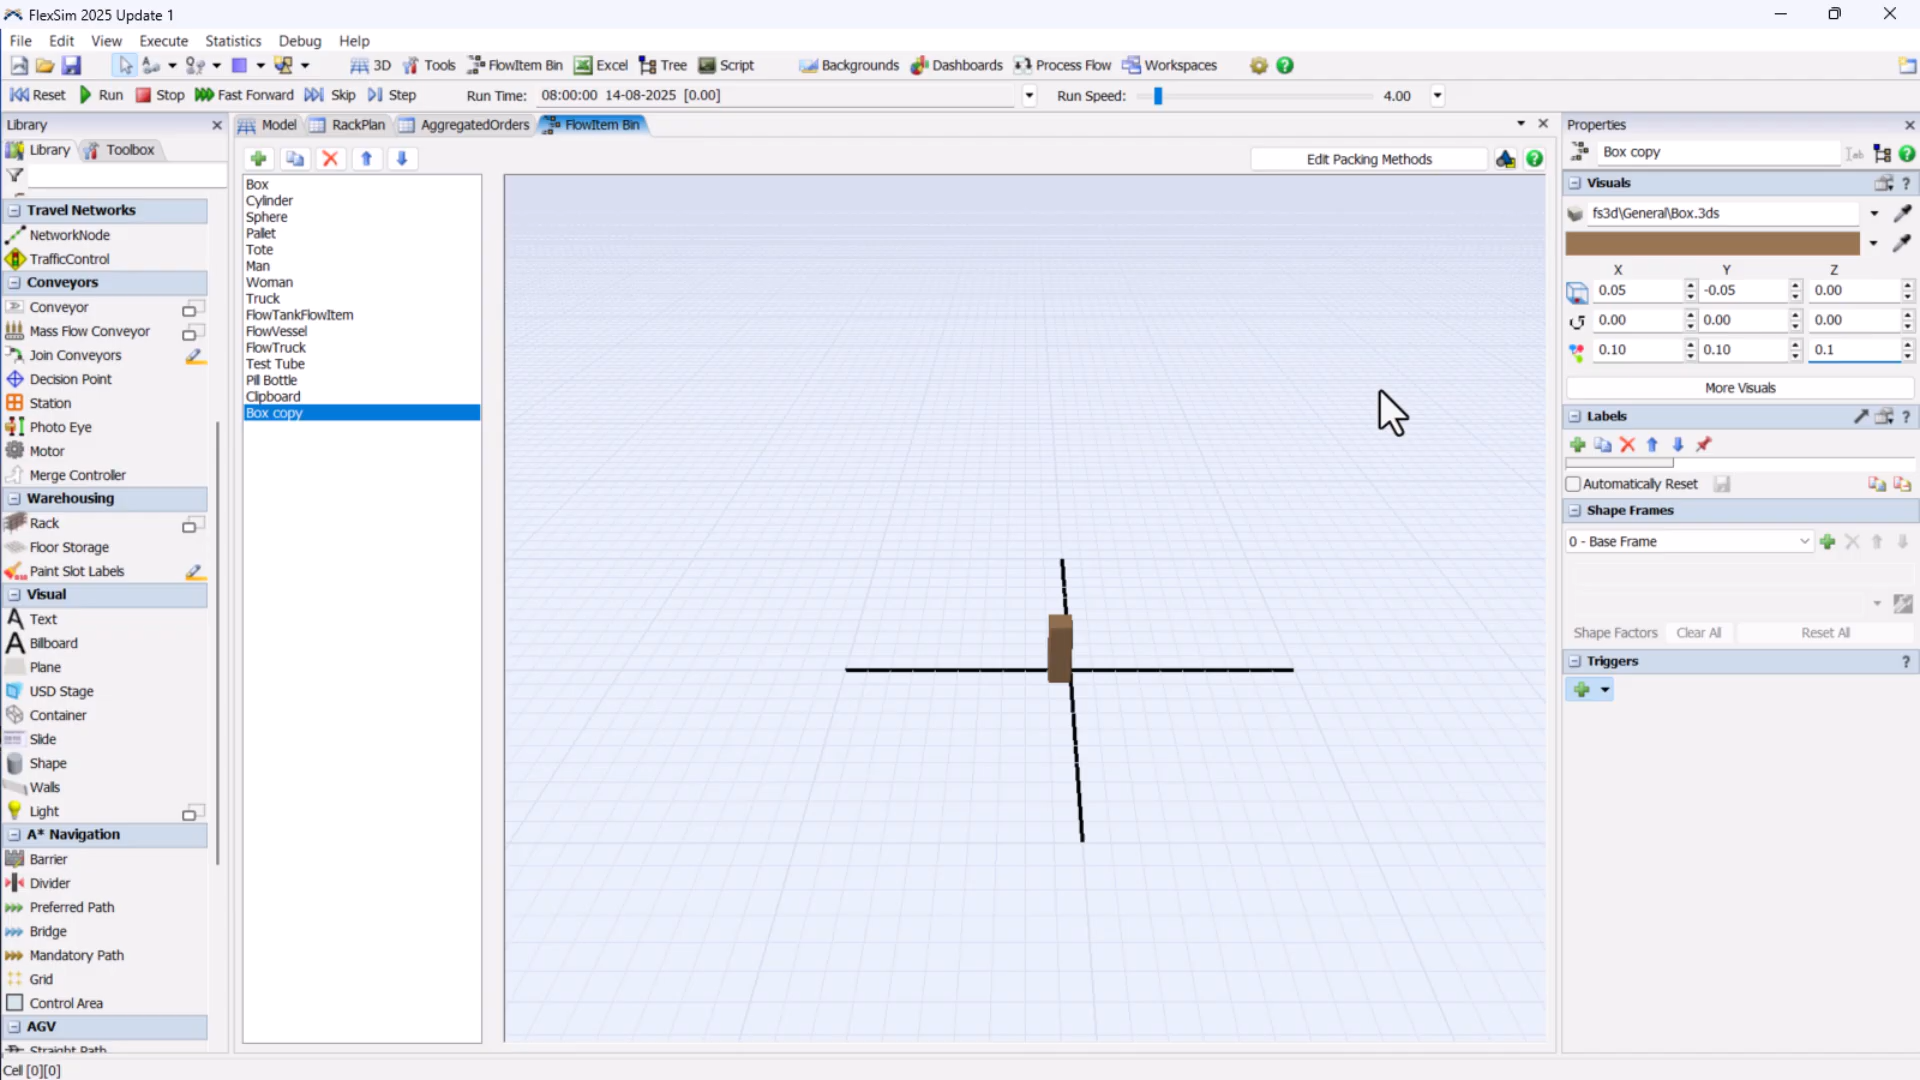 FlexSim 2025 Update 1
File Edit View Execute Statistics Debug Help
3D Tools FlowItem Bin Excel Tree Script Backgrounds Dashboards Process Flow Workspaces
Reset Run Stop Fast Forward Skip Step Run Time: 08:00:00 14-08-2025 [0.00] Run Speed: 4.00
Library
Library Toolbox
Travel Networks
NetworkNode
TrafficControl
Conveyors
Conveyor
Mass Flow Conveyor
Join Conveyors
Decision Point
Station
Photo Eye
Motor
Merge Controller
Warehousing
Rack
Floor Storage
Paint Slot Labels
Visual
Text
Billboard
Plane
USD Stage
Container
Slide
Shape
Walls
Light
A* Navigation
Barrier
Divider
Preferred Path
Bridge
Mandatory Path
Grid
Control Area
AGV
Straight Path
Model RackPlan AggregatedOrders FlowItem Bin
Edit Packing Methods
Box
Cylinder
Sphere
Pallet
Tote
Man
Woman
Truck
FlowTankFlowItem
FlowVessel
FlowTruck
Test Tube
Pill Bottle
Clipboard
Box copy
Properties
Box copy
Visuals
fs3d\General\Box.3ds
X Y Z
0.05 -0.05 0.00
0.00 0.00 0.00
0.10 0.10 0.1
More Visuals
Labels
Automatically Reset
Shape Frames
0 - Base Frame
Shape Factors Clear All Reset All
Triggers
Cell [0][0]